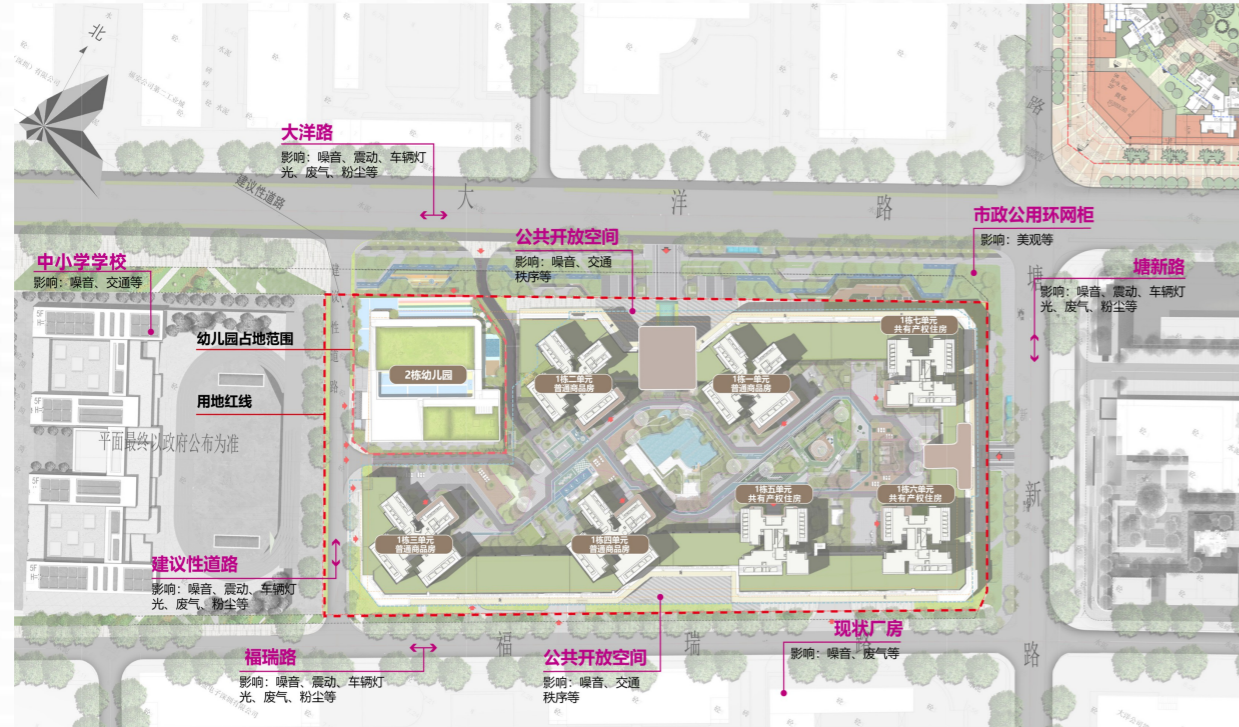 北
大洋路
影响：噪音、震动、车辆灯
光、废气、粉尘等
建议性道路
大洋路
公共开放空间
影响：噪音、交通
秩序等
市政公用环网柜
影响：美观等
中小学学校
影响：噪音、交通等
塘新路
影响：噪音、震动、车辆灯
光、废气、粉尘等
幼儿园占地范围
用地红线
平面最终以政府公布为准
2栋幼儿园
1栋二单元
普通商品房
1栋一单元
普通商品房
1栋七单元
共有产权住房
1栋五单元
共有产权住房
1栋六单元
共有产权住房
1栋三单元
普通商品房
1栋四单元
普通商品房
塘新路
建议性道路
影响：噪音、震动、车辆灯
光、废气、粉尘等
福瑞路
福瑞路
影响：噪音、震动、车辆灯
光、废气、粉尘等
公共开放空间
影响：噪音、交通
秩序等
现状厂房
影响：噪音、废气等